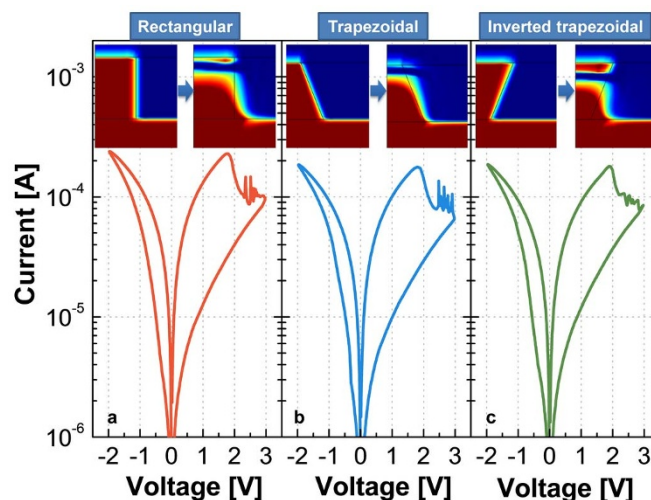 Rectangular
Trapezoidal
Inverted trapezoidal
Current [A]
10⁻³
10⁻⁴
10⁻⁵
10⁻⁶
a
b
c
-2 -1 0 1 2 3
-2 -1 0 1 2 3
-2 -1 0 1 2 3
Voltage [V]
Voltage [V]
Voltage [V]